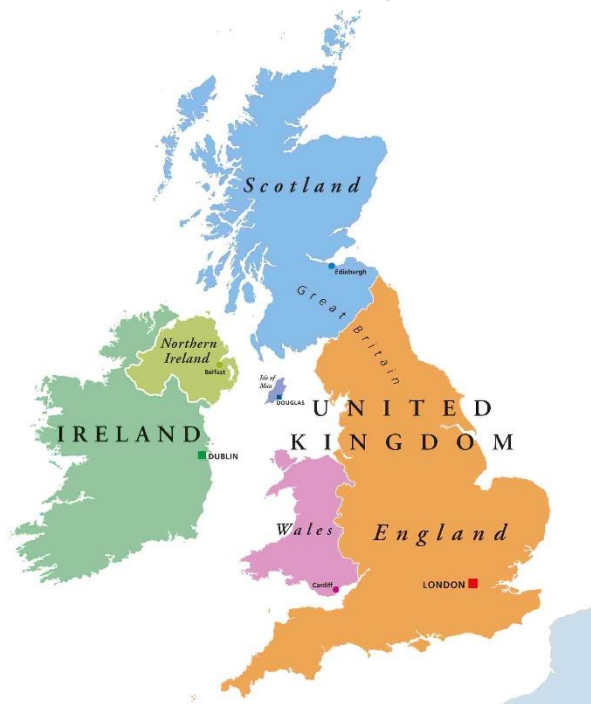 Scotland
Edinburgh
Great Britain
Northern
Ireland
Belfast
Isle of
Man
DOUGLAS
UNITED
KINGDOM
IRELAND
DUBLIN
Wales
England
Cardiff
LONDON